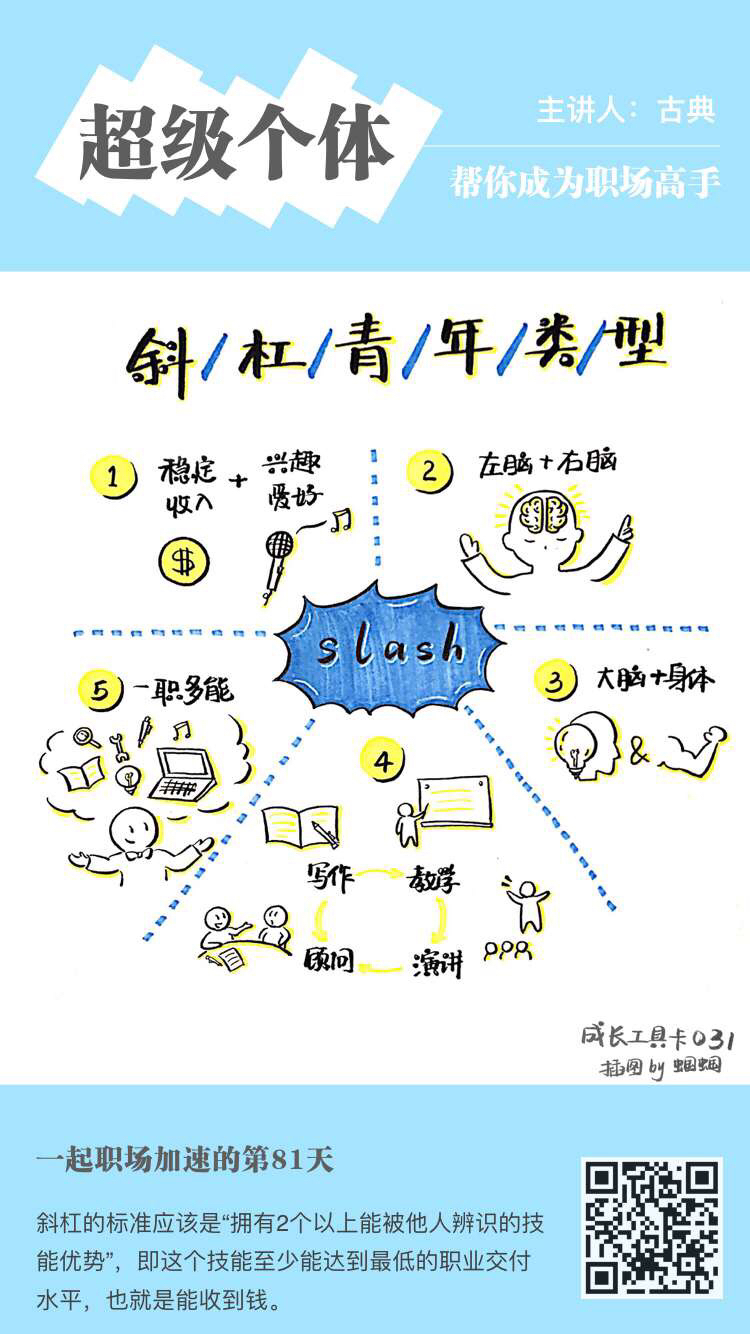 超级个体
主讲人：古典
帮你成为职场高手
斜/杠/青/年/类/型
1 稳定收入 + 兴趣爱好
$
2 左脑+右脑
slash
3 大脑+身体
&
5 一职多能
4
写作 教学
顾问 演讲
成长工具卡031
插图by 蝈蝈
一起职场加速的第81天
斜杠的标准应该是“拥有2个以上能被他人辨识的技
能优势”，即这个技能至少能达到最低的职业交付
水平，也就是能收到钱。